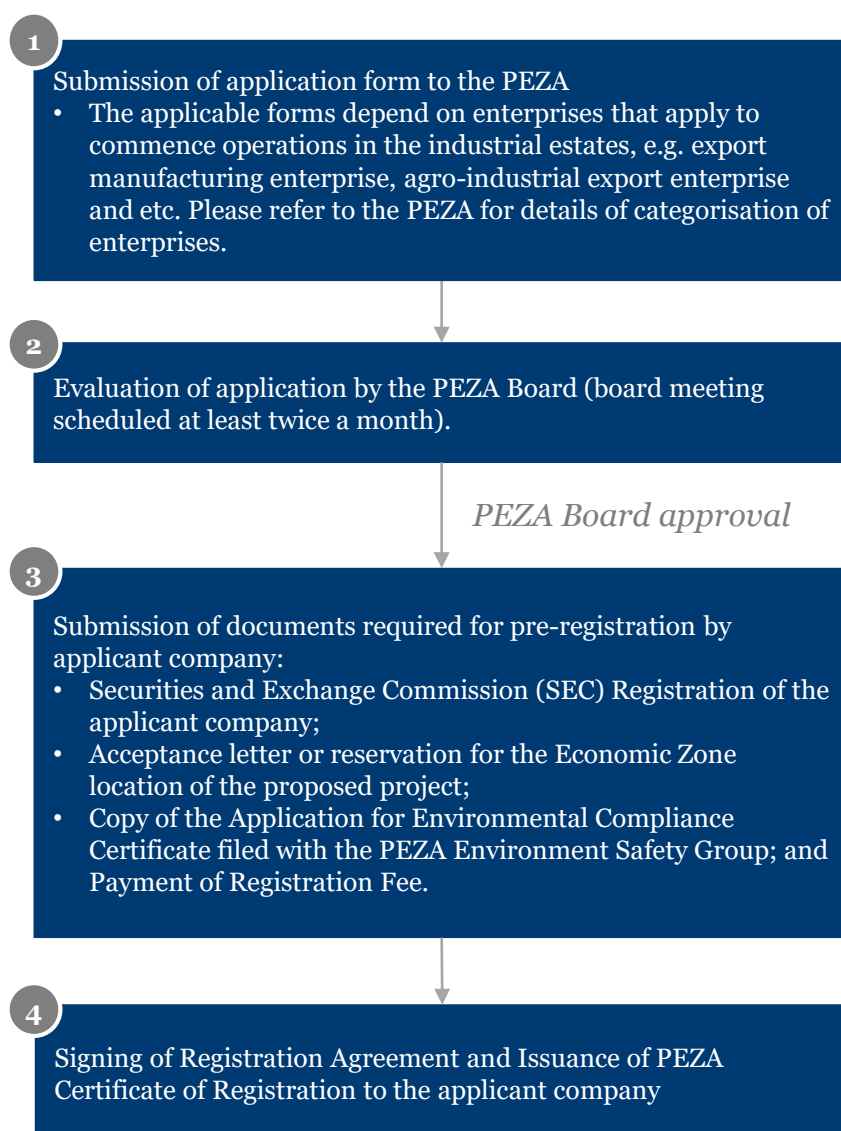 1
Submission of application form to the PEZA
• The applicable forms depend on enterprises that apply to
commence operations in the industrial estates, e.g. export
manufacturing enterprise, agro-industrial export enterprise
and etc. Please refer to the PEZA for details of categorisation of
enterprises.
2
Evaluation of application by the PEZA Board (board meeting
scheduled at least twice a month).
PEZA Board approval
3
Submission of documents required for pre-registration by
applicant company:
• Securities and Exchange Commission (SEC) Registration of the
applicant company;
• Acceptance letter or reservation for the Economic Zone
location of the proposed project;
• Copy of the Application for Environmental Compliance
Certificate filed with the PEZA Environment Safety Group; and
Payment of Registration Fee.
4
Signing of Registration Agreement and Issuance of PEZA
Certificate of Registration to the applicant company